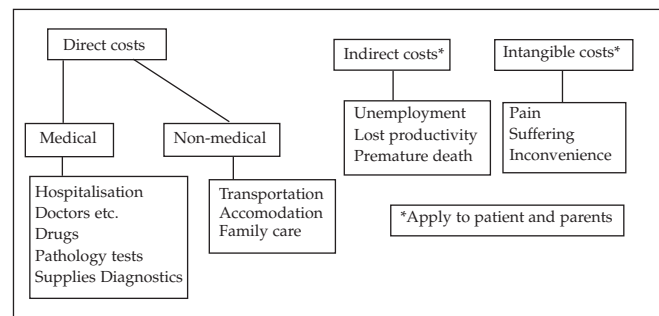 Direct costs
Indirect costs*
Intangible costs*
Medical
Non-medical
Unemployment
Lost productivity
Premature death
Pain
Suffering
Inconvenience
Hospitalisation
Doctors etc.
Drugs
Pathology tests
Supplies Diagnostics
Transportation
Accomodation
Family care
*Apply to patient and parents